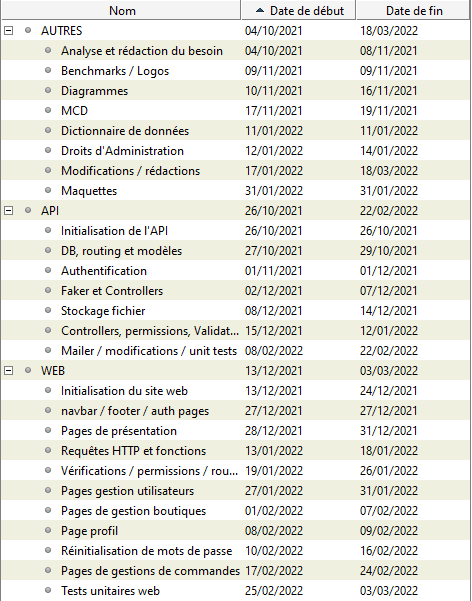 Nom Date de début Date de fin
AUTRES 04/10/2021 18/03/2022
Analyse et rédaction du besoin 04/10/2021 08/11/2021
Benchmarks / Logos 09/11/2021 09/11/2021
Diagrammes 10/11/2021 16/11/2021
MCD 17/11/2021 19/11/2021
Dictionnaire de données 11/01/2022 11/01/2022
Droits d'Administration 12/01/2022 14/01/2022
Modifications / rédactions 17/01/2022 18/03/2022
Maquettes 31/01/2022 31/01/2022
API 26/10/2021 22/02/2022
Initialisation de l'API 26/10/2021 26/10/2021
DB, routing et modèles 27/10/2021 29/10/2021
Authentification 01/11/2021 01/12/2021
Faker et Controllers 02/12/2021 07/12/2021
Stockage fichier 08/12/2021 14/12/2021
Controllers, permissions, Validat... 15/12/2021 12/01/2022
Mailer / modifications / unit tests 08/02/2022 22/02/2022
WEB 13/12/2021 03/03/2022
Initialisation du site web 13/12/2021 24/12/2021
navbar / footer / auth pages 27/12/2021 27/12/2021
Pages de présentation 28/12/2021 31/12/2021
Requêtes HTTP et fonctions 13/01/2022 18/01/2022
Vérifications / permissions / rou... 19/01/2022 26/01/2022
Pages gestion utilisateurs 27/01/2022 31/01/2022
Pages de gestion boutiques 01/02/2022 07/02/2022
Page profil 08/02/2022 09/02/2022
Réinitialisation de mots de passe 10/02/2022 16/02/2022
Pages de gestions de commandes 17/02/2022 24/02/2022
Tests unitaires web 25/02/2022 03/03/2022